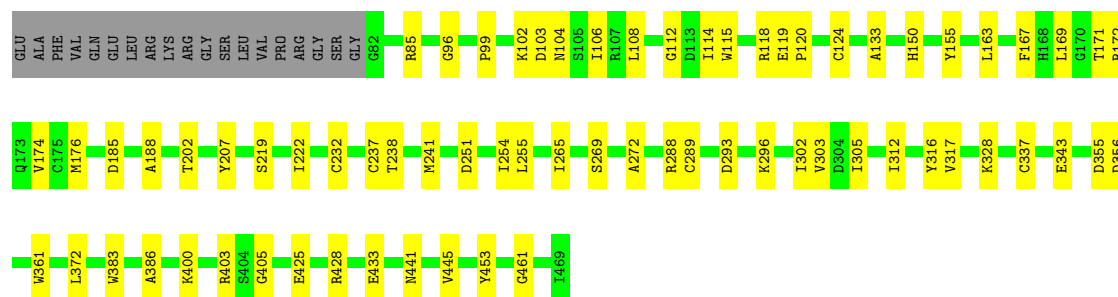 GLU ALA PHE VAL GLN GLU LEU ARG LYS ARG GLY SER LEU VAL PRO ARG GLY SER GLY G82 R85 G96 P99 K102 D103 N104 S105 I106 R107 L108 G112 D113 I114 W115 R118 E119 P120 C124 A133 H150 Y155 L163 F167 H168 L169 G170 T171
Q173 V174 C175 M176 D185 A188 T202 Y207 S219 I222 C232 C237 T238 M241 D251 I254 L255 I265 S269 A272 R288 C289 D293 K296 I302 V303 D304 I305 I312 Y316 V317 K328 C337 E343 D355
W361 L372 W383 A386 K400 R403 S404 G405 E425 R428 E433 N441 V445 Y453 G461 I469